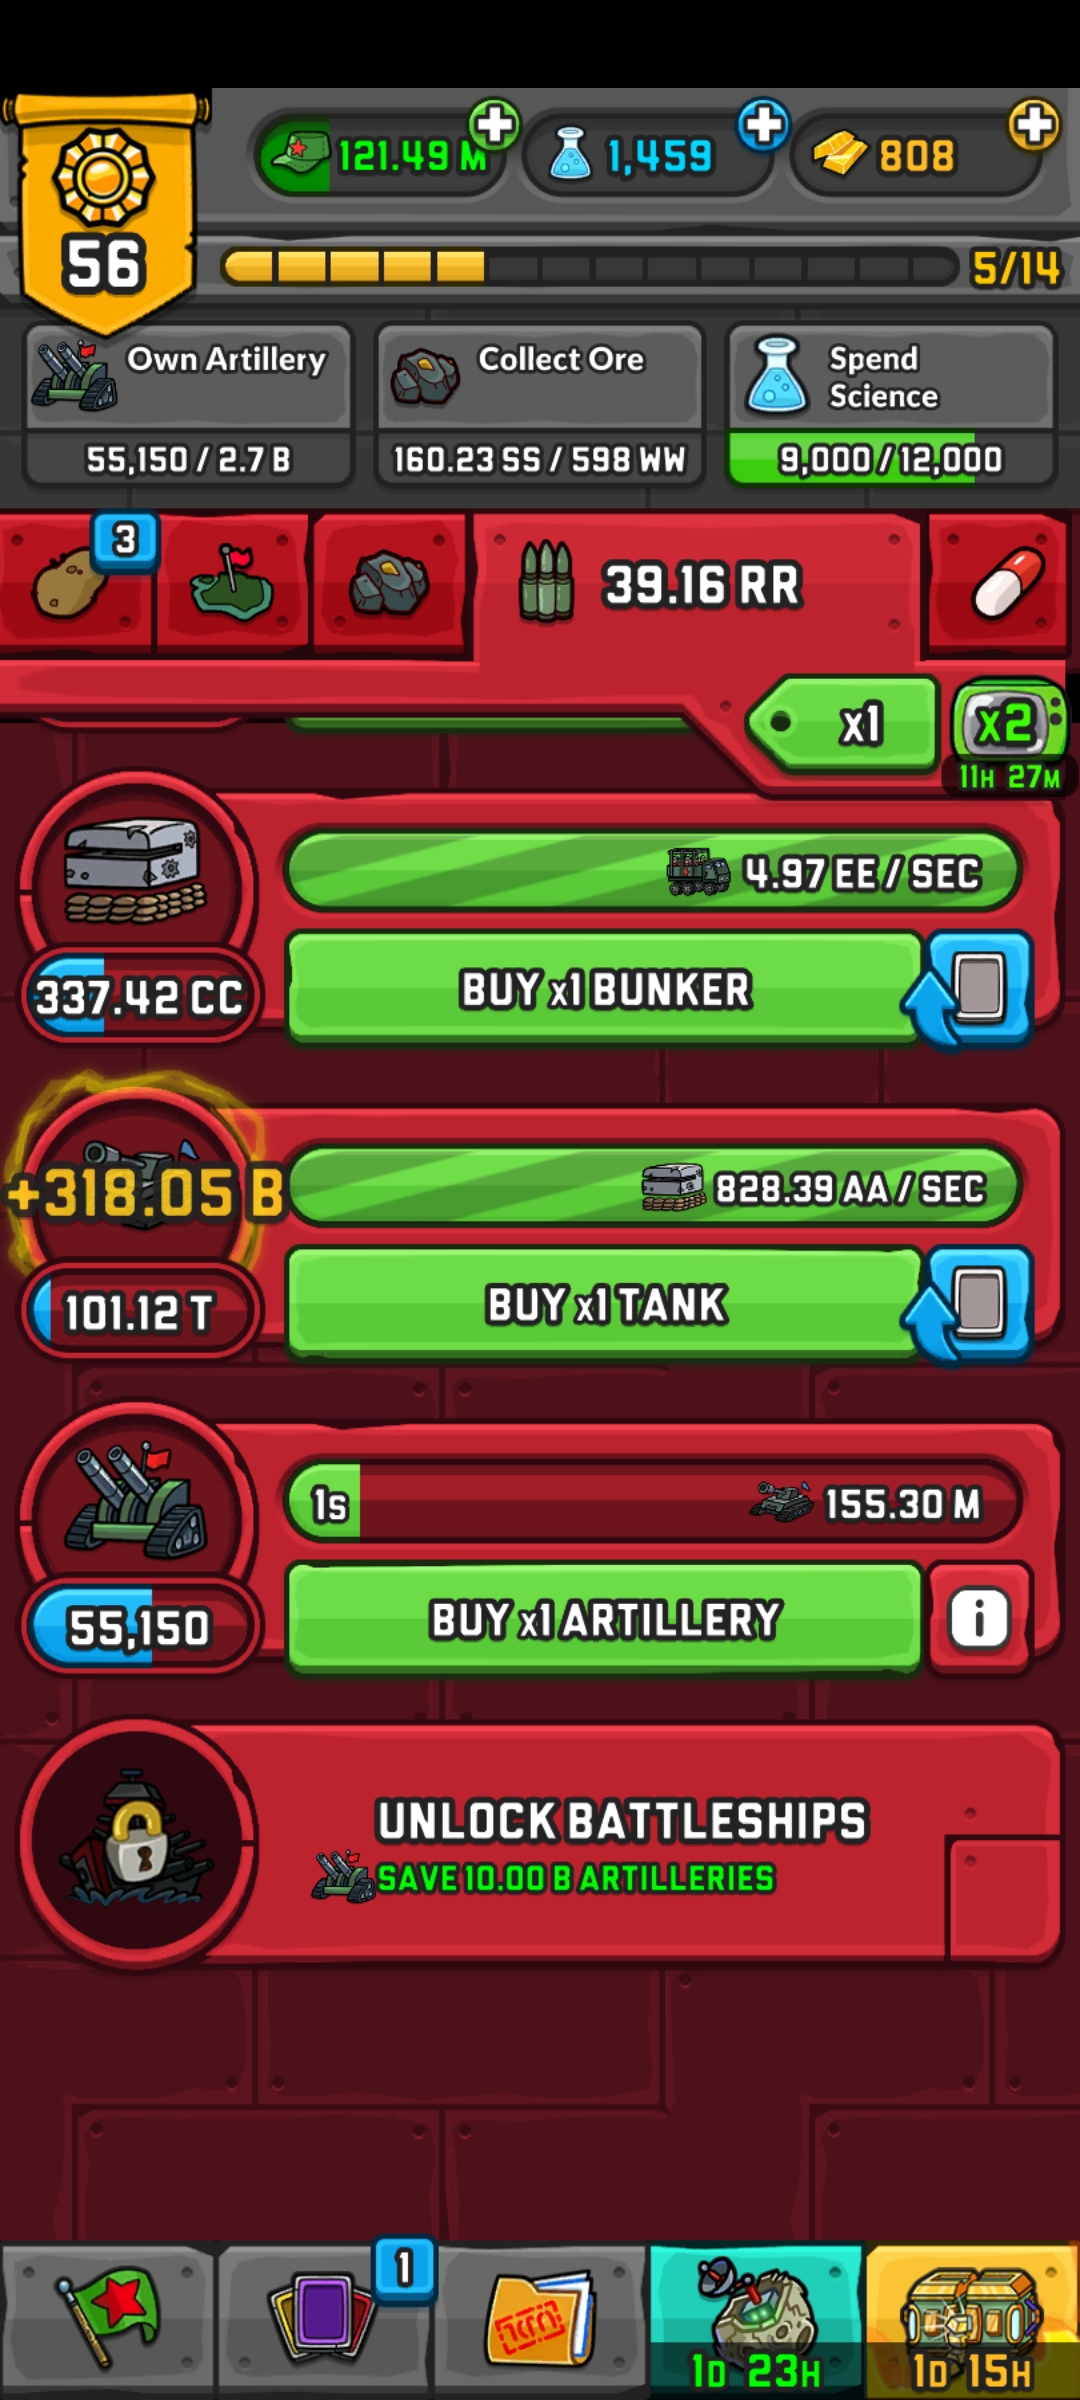 121.49 M
1,459
808
56
5/14
Own Artillery
Collect Ore
Spend
Science
55,150 / 2.7 B
160.23 SS / 598 WW
9,000 / 12,000
3
39.16 RR
x1
x2
11H 27M
4.97 EE / SEC
337.42 CC
BUY x1 BUNKER
+318.05 B
828.39 AA / SEC
101.12 T
BUY x1 TANK
1s
155.30 M
55,150
BUY x1 ARTILLERY
i
UNLOCK BATTLESHIPS
SAVE 10.00 B ARTILLERIES
1
1D 23H
1D 15H